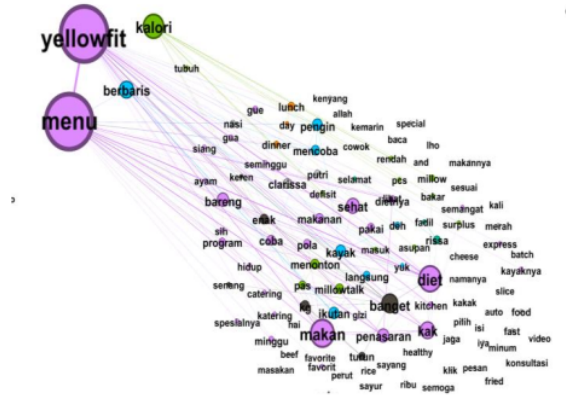 yellowfit
kalori
tubuh
berbaris
menu
kenyang
lunch
gue
allah
nasi
day
pengin
kemarin
special
gua
baca
lho
siang
dinner
mencoba
cowok
rendah
and
makannya
seminggu
ayam
keren
clarissa
putri
selamat
pcs
millow
sesuai
bareng
defisit
sehat
dietnya
bakar
semangat
kali
enak
makanan
pakai
deh
fadil
surplus
merah
sih
program
coba
pola
kayak
masuk
asupan
rissa
express
cheese
batch
hidup
menonton
langsung
yuk
diet
namanya
kayaknya
senang
catering
pas
millowtalk
banget
kitchen
kakak
slice
kg
ikutan
gizi
auto
food
spesialnya
katering
hai
makan
penasaran
kak
pilih
isi
fast
video
minggu
jaga
iya
minum
beef
favorite
turun
healthy
masakan
favorit
perut
rice
sayang
klik
pesan
konsultasi
sayur
ribu
semoga
fried